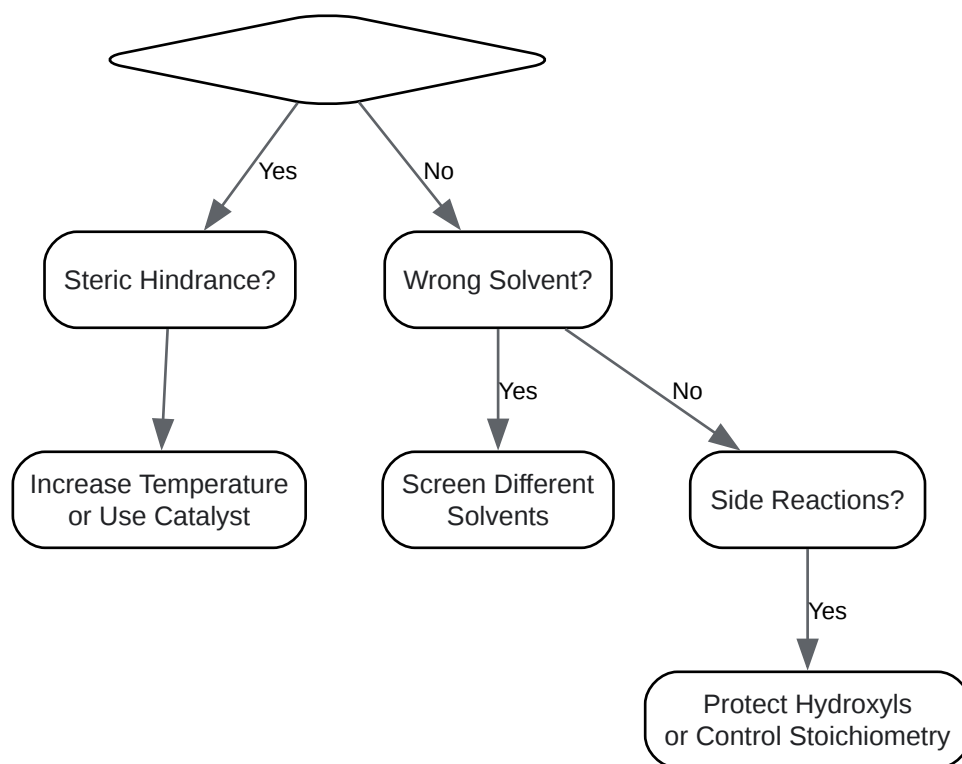 Yes
No
Steric Hindrance?
Wrong Solvent?
Yes
No
Increase Temperature
or Use Catalyst
Screen Different
Solvents
Side Reactions?
Yes
Protect Hydroxyls
or Control Stoichiometry